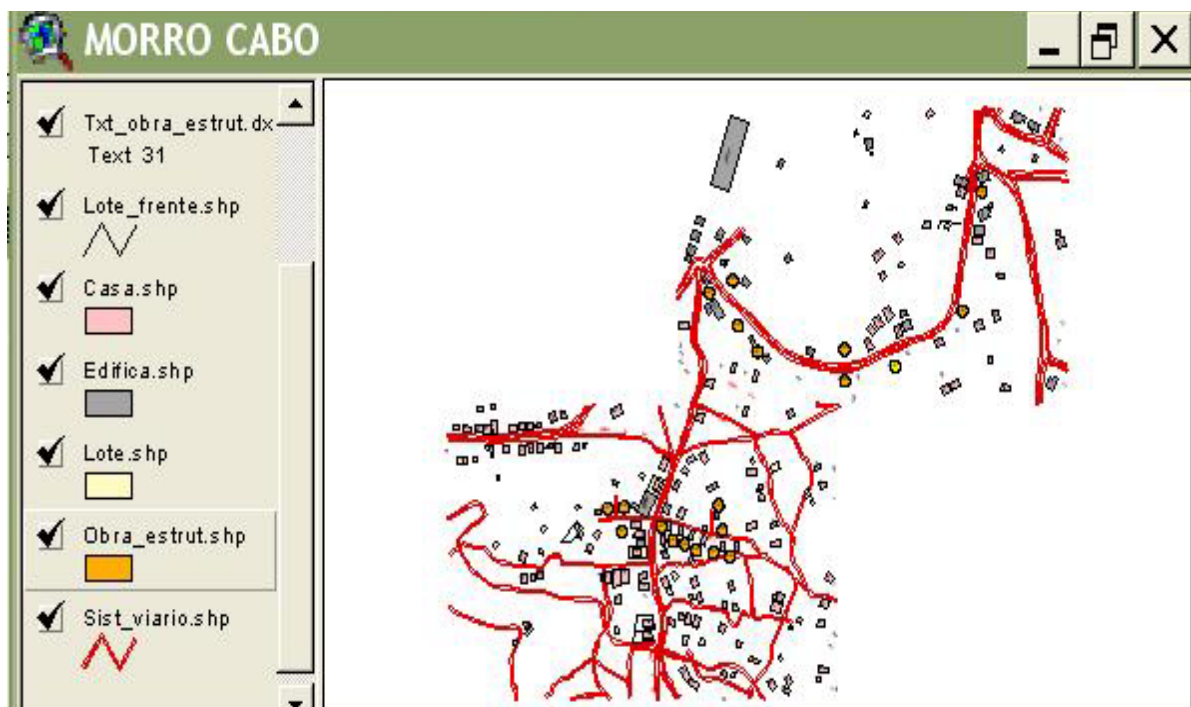 MORRO CABO
Txt_obra_estrut.dx
Text 31
Lote_frente.shp
Casa.shp
Edifica.shp
Lote.shp
Obra_estrut.shp
Sist_viario.shp